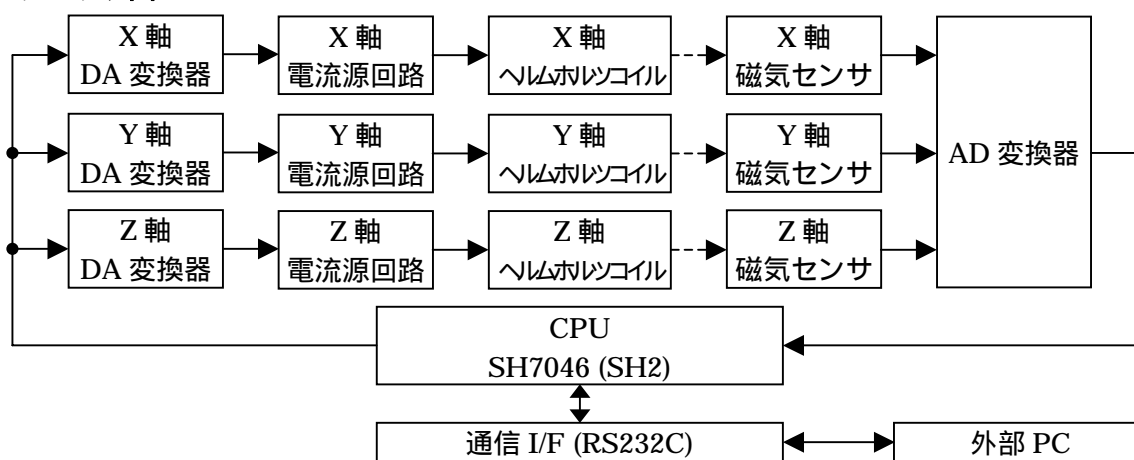 X 軸
DA 変換器
X 軸
電流源回路
X 軸
ヘルムホルツコイル
X 軸
磁気センサ
Y 軸
DA 変換器
Y 軸
電流源回路
Y 軸
ヘルムホルツコイル
Y 軸
磁気センサ
AD 変換器
Z 軸
DA 変換器
Z 軸
電流源回路
Z 軸
ヘルムホルツコイル
Z 軸
磁気センサ
CPU
SH7046 (SH2)
通信 I/F (RS232C)
外部 PC